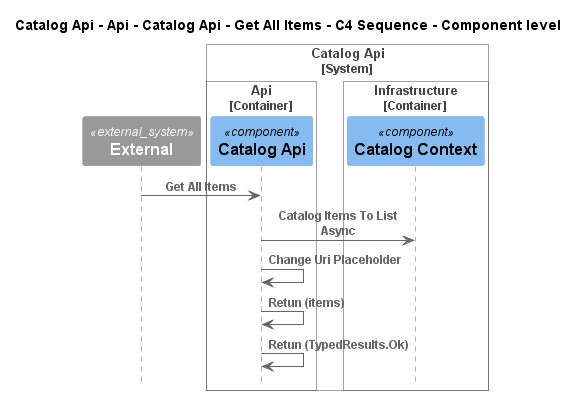 Catalog Api - Api - Catalog Api - Get All Items - C4 Sequence - Component level
Catalog Api
[System]
Api
[Container]
Infrastructure
[Container]
«external_system»
External
«component»
Catalog Api
«component»
Catalog Context
Get All Items
Catalog Items To List
Async
Change Uri Placeholder
Retun (items)
Retun (TypedResults.Ok)